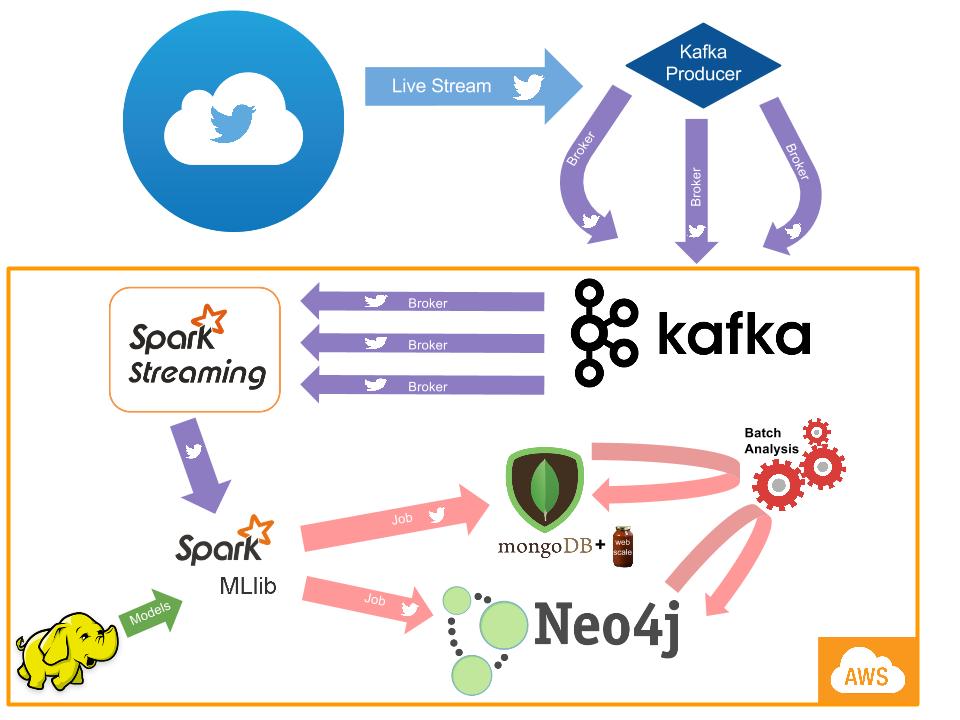 Live Stream
Kafka
Producer
Broker
Broker
Broker
Spark
Streaming
Broker
Broker
Broker
kafka
Batch
Analysis
Spark
MLlib
Job
mongoDB+
web
scale
Job
Models
Neo4j
AWS